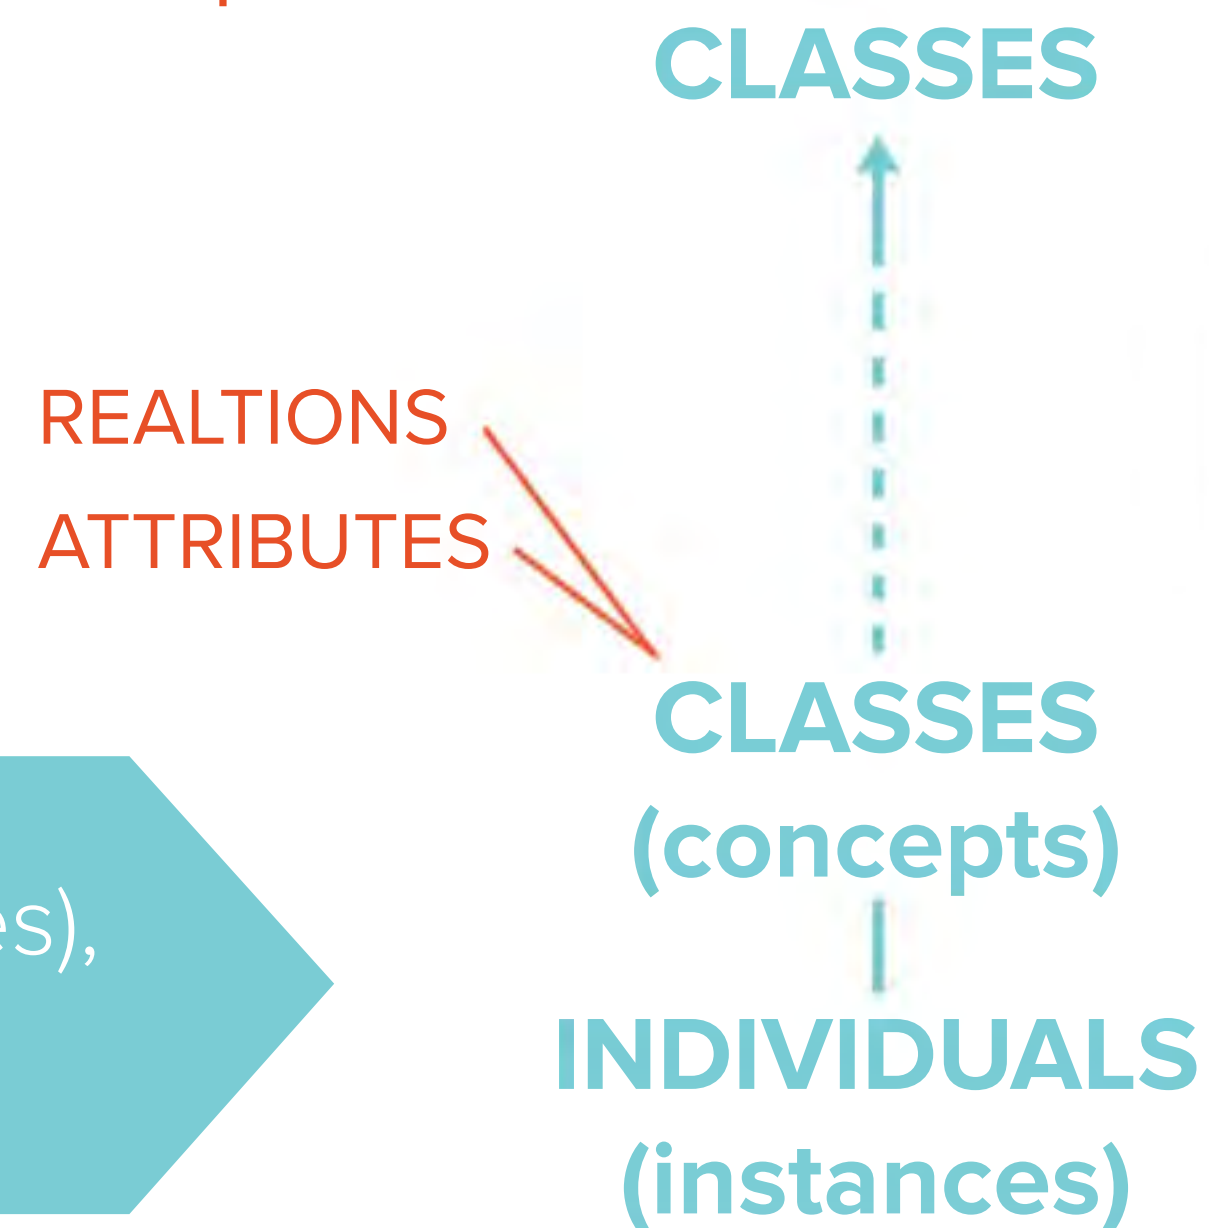 CLASSES
REALTIONS
ATTRIBUTES
CLASSES
(concepts)
es),
INDIVIDUALS
(instances)